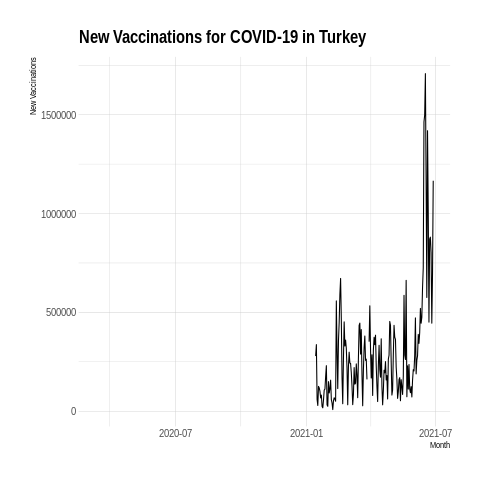 New Vaccinations for COVID-19 in Turkey
New Vaccinations
1500000
1000000
500000
0
2020-07
2021-01
2021-07
Month